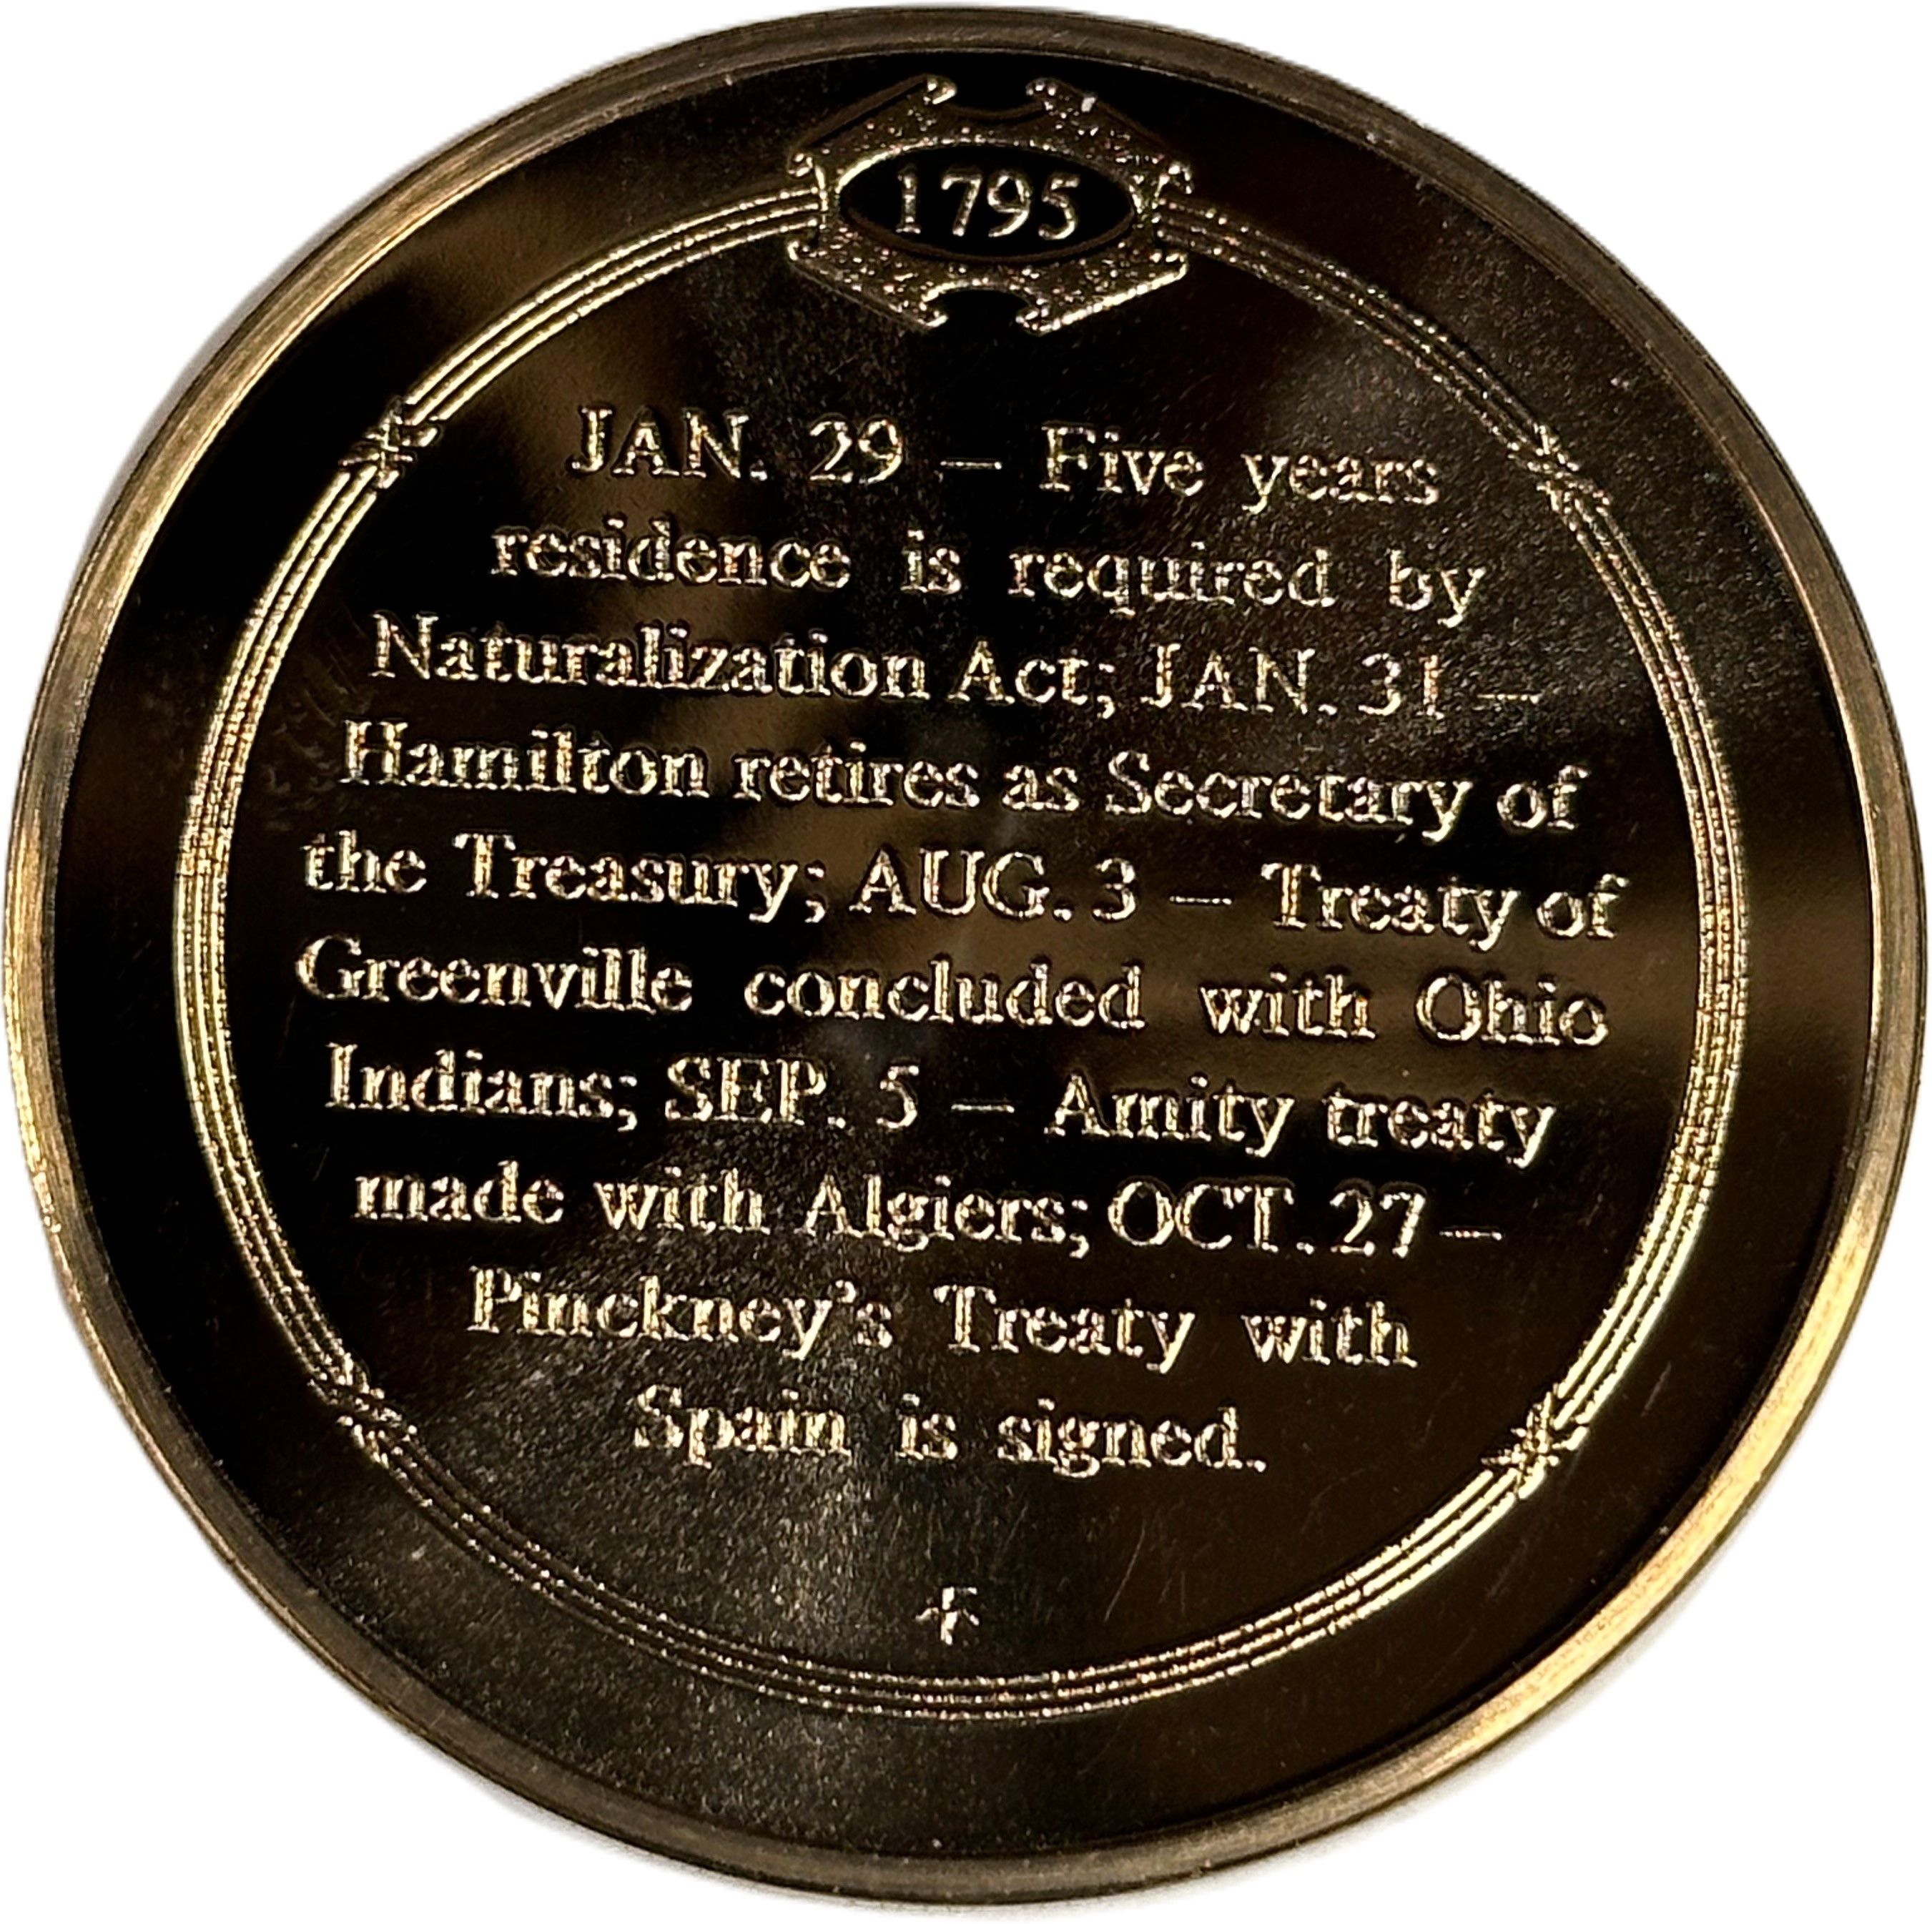 1795
JAN. 29 – Five years
residence is required by
Naturalization Act; JAN. 31 –
Hamilton retires as Secretary of
the Treasury; AUG. 3 – Treaty of
Greenville concluded with Ohio
Indians; SEP. 5 – Amity treaty
made with Algiers; OCT. 27 –
Pinckney's Treaty with
Spain is signed.